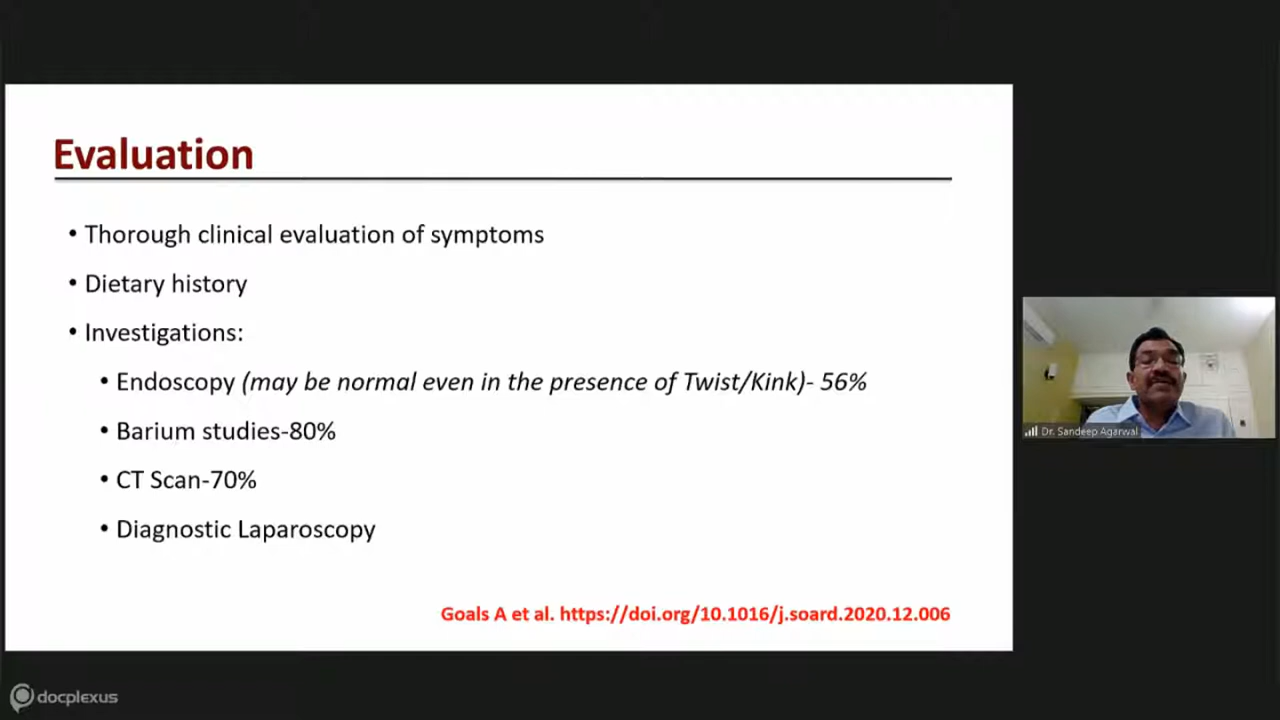 Evaluation
• Thorough clinical evaluation of symptoms
• Dietary history
• Investigations:
• Endoscopy (may be normal even in the presence of Twist/Kink)- 56%
• Barium studies-80%
• CT Scan-70%
• Diagnostic Laparoscopy
Goals A et al. https://doi.org/10.1016/j.soard.2020.12.006
Dr. Sandeep Agarwal
docplexus